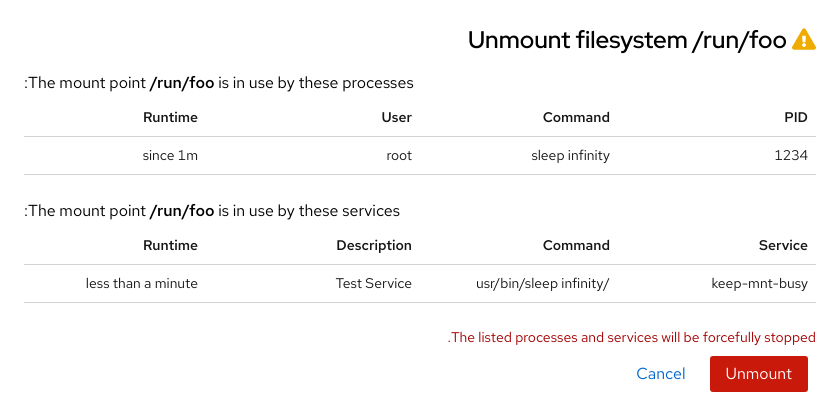 Unmount filesystem /run/foo
:The mount point /run/foo is in use by these processes
Runtime User Command PID
since 1m root sleep infinity 1234
:The mount point /run/foo is in use by these services
Runtime Description Command Service
less than a minute Test Service usr/bin/sleep infinity/ keep-mnt-busy
.The listed processes and services will be forcefully stopped
Cancel Unmount